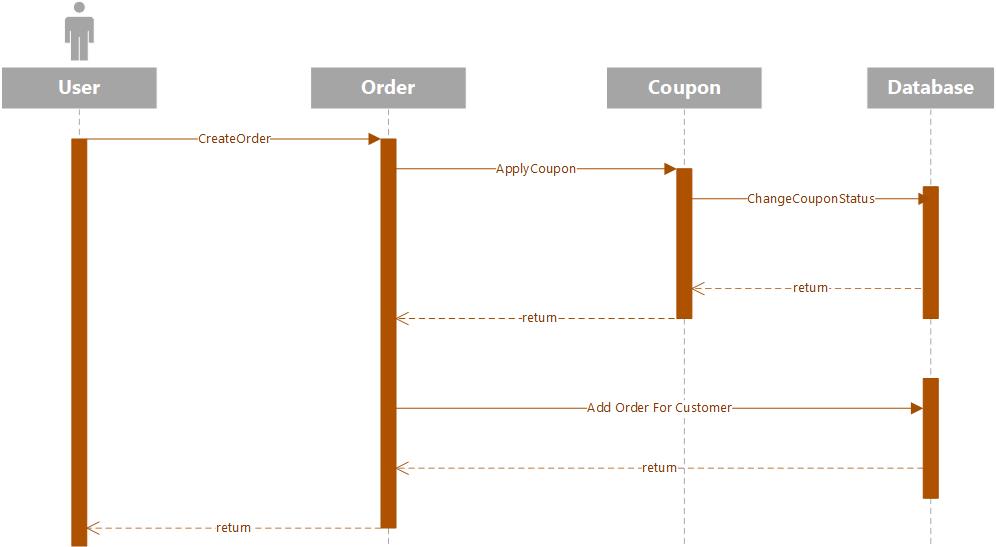 User
Order
Coupon
Database
CreateOrder
ApplyCoupon
ChangeCouponStatus
return
return
Add Order For Customer
return
return